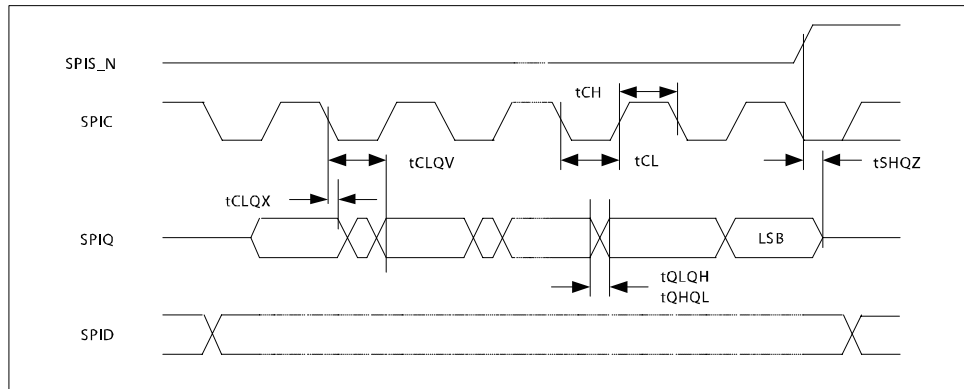 SPIS_N
tCH
SPIC
tCLQV
tCL
tSHQZ
tCLQX
SPIQ
LSB
tQLQH
tQHQL
SPID